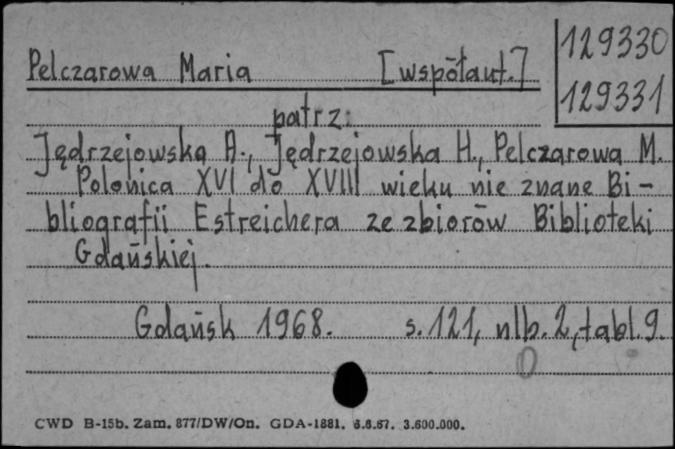 129330
Pelczarowa Maria [współaut.]
129331
patrz:
Jędrzejowska A., Jędrzejowska H., Pelczarowa M.
Polonica XVI do XVIII wieku nie znane Bi-
bliografii Estreichera ze zbiorów Biblioteki
Gdańskiej.
Gdańsk 1968. s. 121, nlb. 2, tabl. 9.
CWD B-15b. Zam. 877/DW/On. GDA-1881. 6.6.67. 3.600.000.